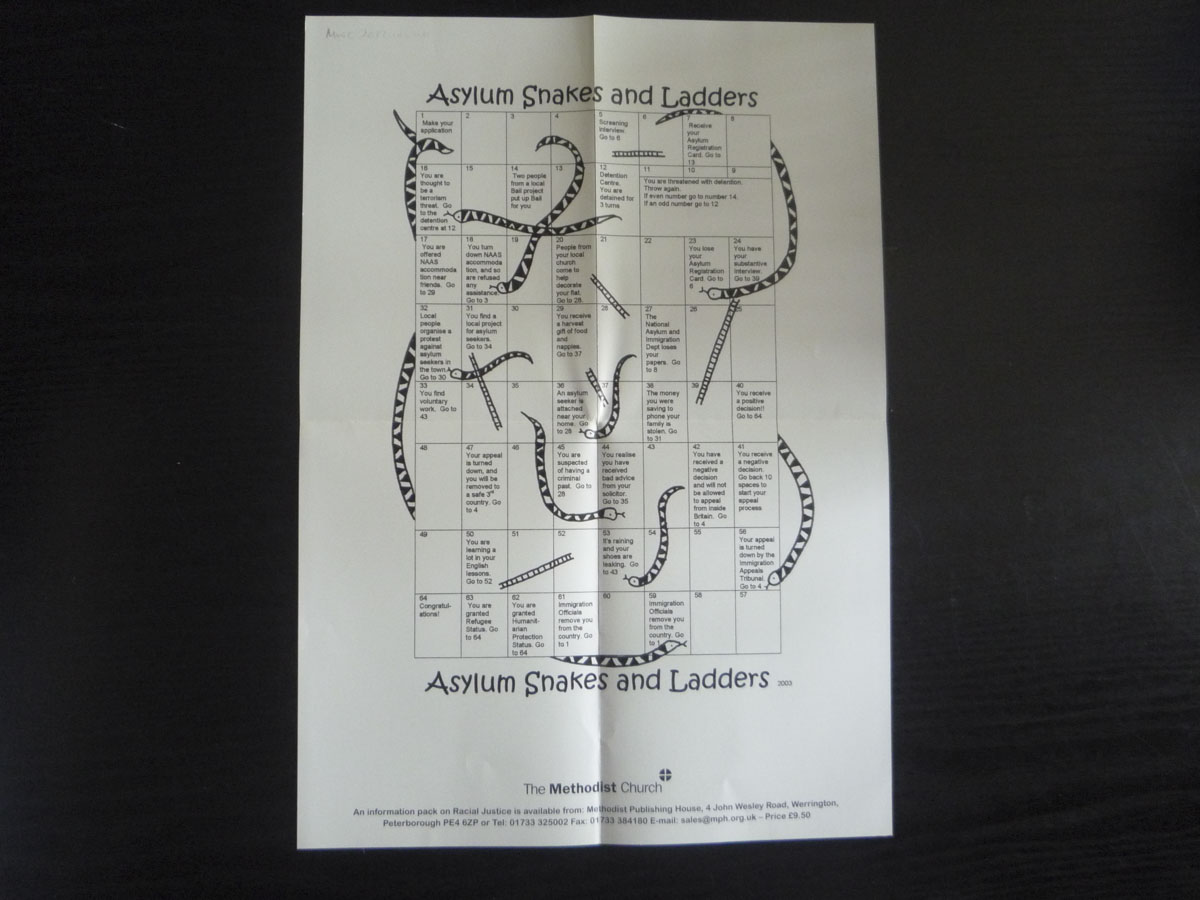 Asylum Snakes and Ladders
1
Make your
application
2
3
4
5
Screening
interview.
Go to 6
6
7
Receive
your
Asylum
Registration
Card. Go to
13
8
16
You are
thought to
be a
terrorism
threat. Go
to the
detention
centre at 12
15
14
Two people
from a local
Bail project
put up Bail
for you
13
12
Detention
Centre.
You are
detained for
3 turns
11
10
9
You are threatened with detention.
Throw again.
If even number go to number 14.
If an odd number go to 12
17
You are
offered
NAAS
accommoda
tion near
friends. Go
to 29
18
You turn
down NAAS
accommoda
tion, and so
are refused
any
assistance.
Go to 3
19
20
People from
your local
church
come to
help
decorate
your flat.
Go to 28.
21
22
23
You lose
your
Asylum
Registration
Card. Go to
6
24
You have
your
substantive
interview.
Go to 39
32
Local
people
organise a
protest
against
asylum
seekers in
the town.
Go to 30
31
You find a
local project
for asylum
seekers.
Go to 34
30
29
You receive
a harvest
gift of food
and
nappies.
Go to 37
28
27
The
National
Asylum and
Immigration
Dept loses
your
papers. Go
to 8
26
25
33
You find
voluntary
work. Go to
43
34
35
36
An asylum
seeker is
attacked
near your
home. Go
to 28
37
38
The money
you were
saving to
phone your
family is
stolen. Go
to 31
39
40
You receive
a positive
decision!!
Go to 64
48
47
Your appeal
is turned
down, and
you will be
removed to
a safe 3rd
country. Go
to 4
46
45
You are
suspected
of having a
criminal
past. Go to
28
44
You realise
you have
received
bad advice
from your
solicitor.
Go to 35
43
42
You have
received a
negative
decision
and will not
be allowed
to appeal
from inside
Britain. Go
to 4
41
You receive
a negative
decision.
Go back 10
spaces to
start your
appeal
process
49
50
You are
learning a
lot in your
English
lessons.
Go to 52
51
52
53
It's raining
and your
shoes are
leaking. Go
to 43
54
55
56
Your appeal
is turned
down by the
Immigration
Appeals
Tribunal.
Go to 4
64
Congratul-
ations!
63
You are
granted
Refugee
Status. Go
to 64
62
You are
granted
Humanit-
arian
Protection
Status. Go
to 64
61
Immigration
Officials
remove you
from the
country. Go
to 1
60
59
Immigration
Officials
remove you
from the
country. Go
to 1
58
57
Asylum Snakes and Ladders 2003
The Methodist Church
An information pack on Racial Justice is available from: Methodist Publishing House, 4 John Wesley Road, Werrington,
Peterborough PE4 6ZP or Tel: 01733 325002 Fax: 01733 384180 E-mail: sales@mph.org.uk – Price £9.50